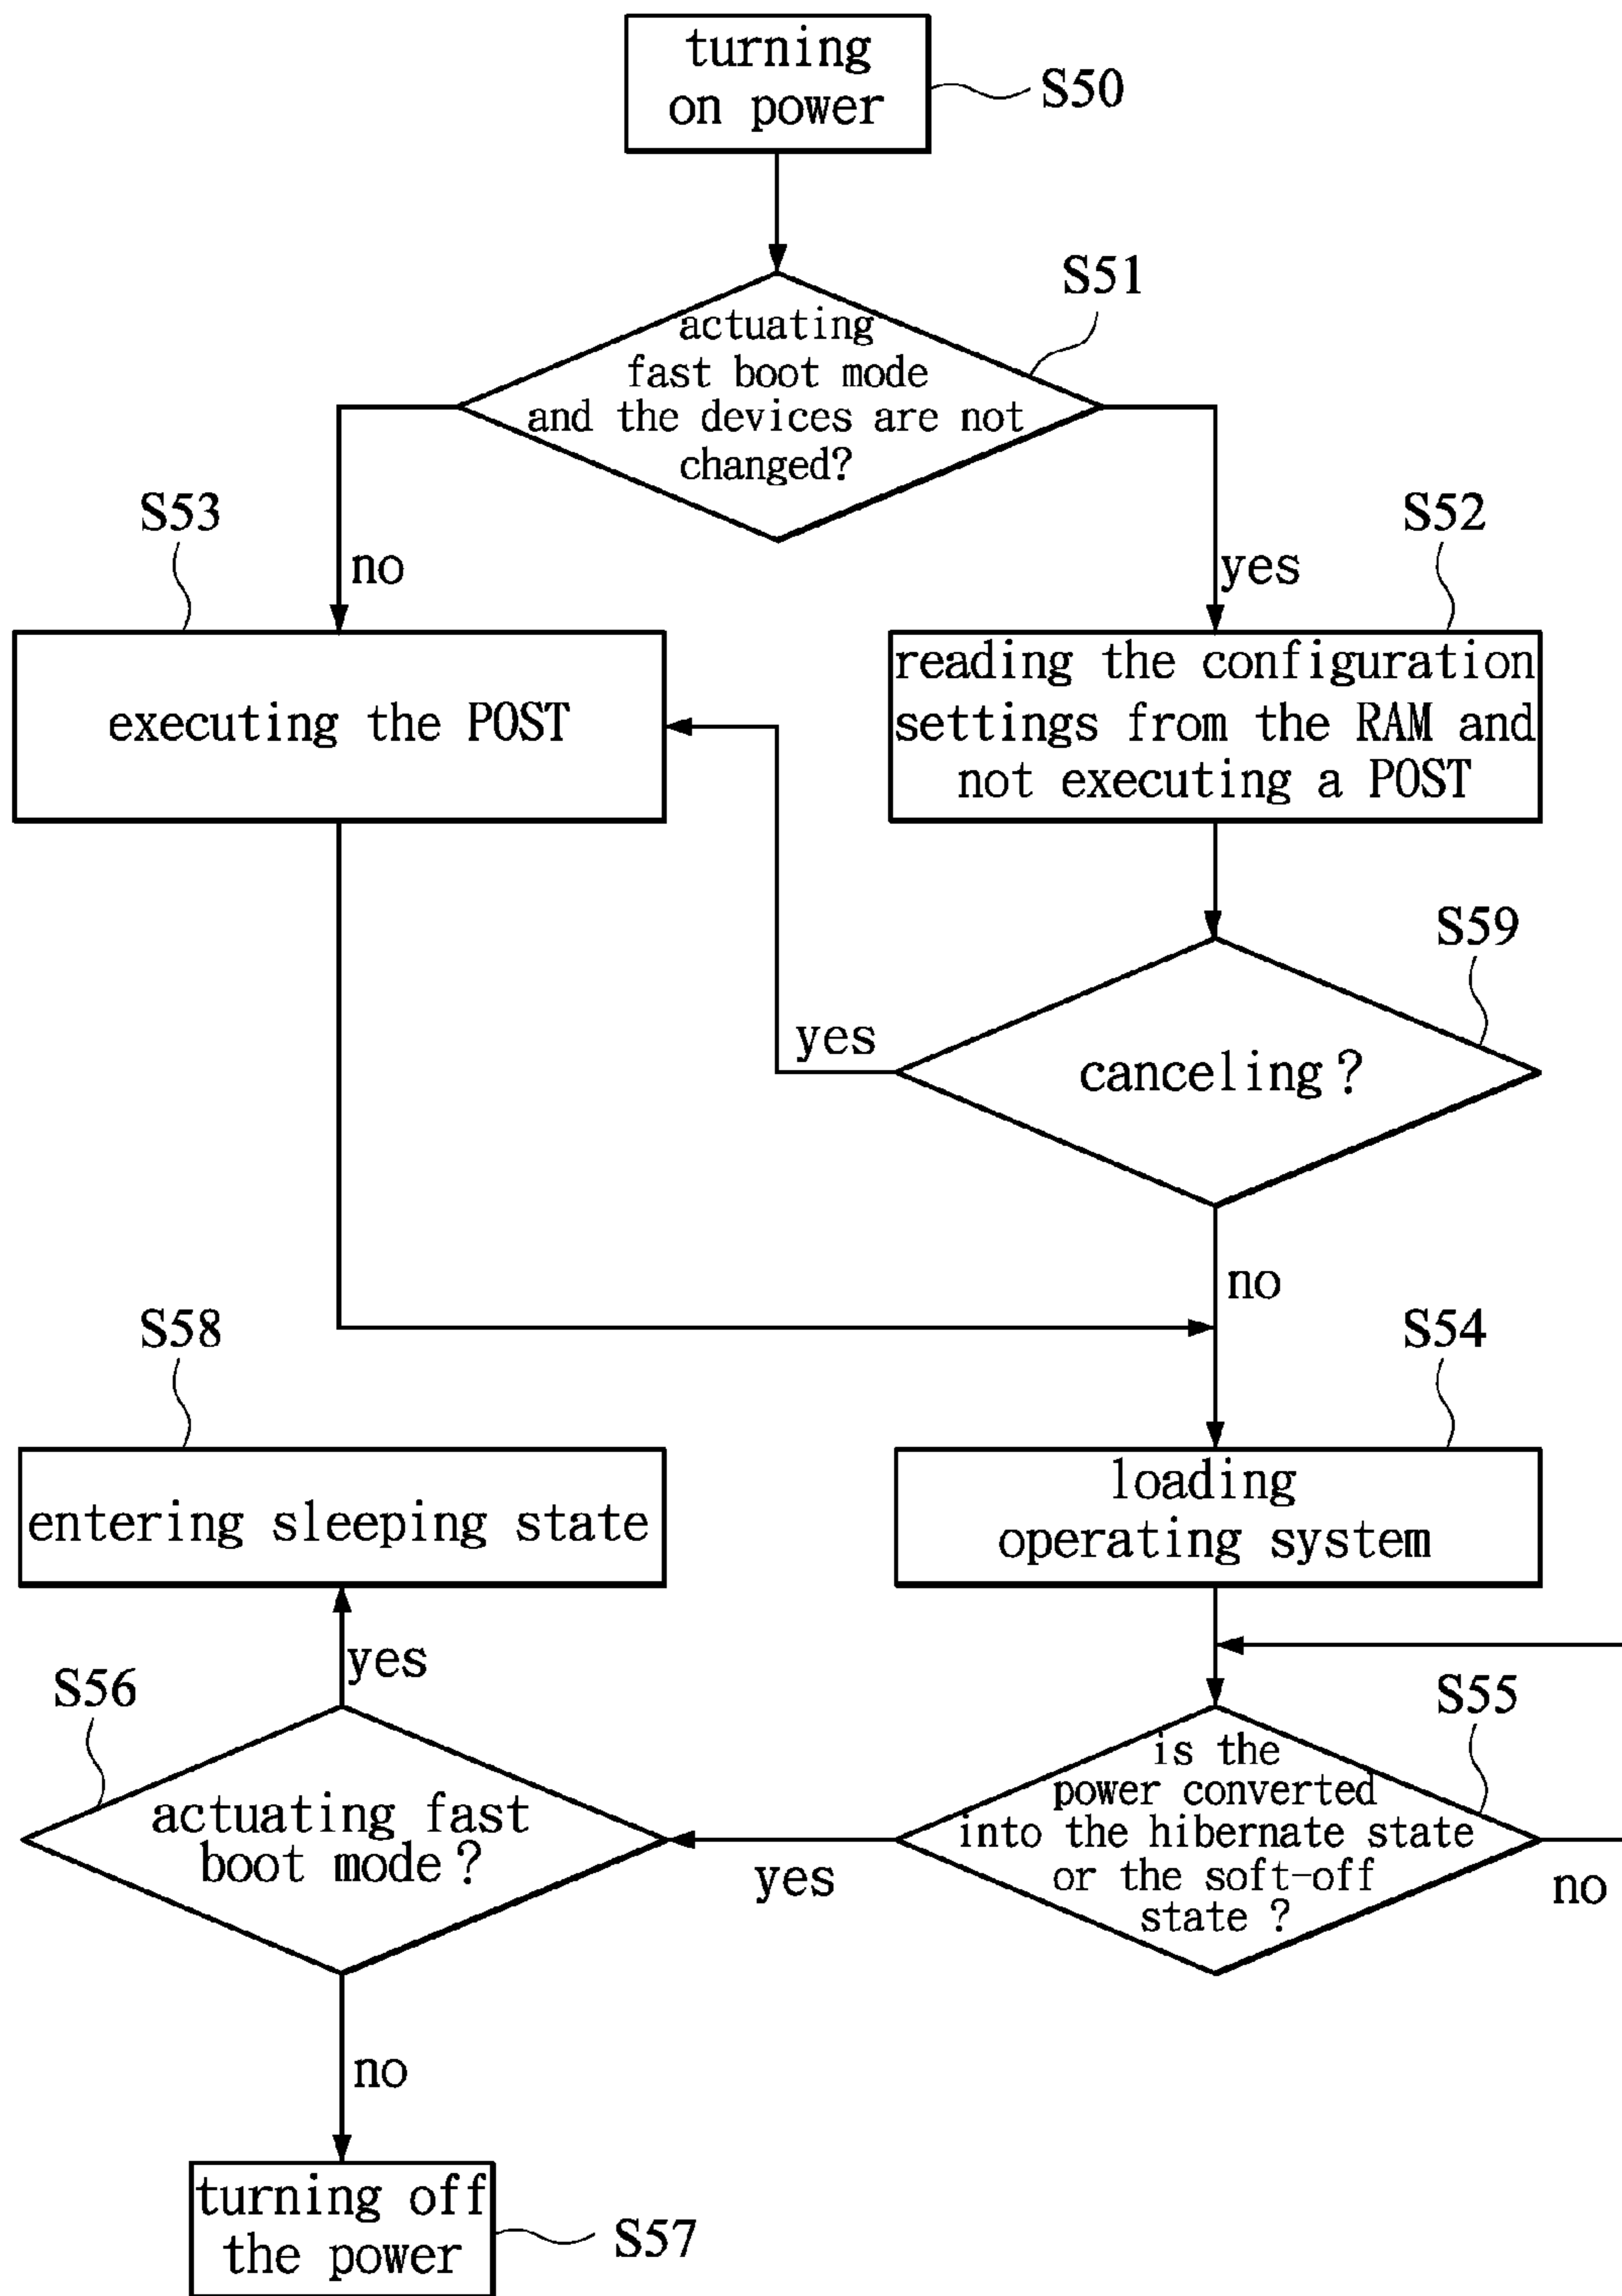 turning
on power
S50
S51
actuating
fast boot mode
and the devices are not
changed?
S53
no
S52
yes
executing the POST
reading the configuration
settings from the RAM and
not executing a POST
S59
yes
canceling?
no
S58
S54
entering sleeping state
loading
operating system
yes
S56
S55
actuating fast
boot mode?
is the
power converted
into the hibernate state
or the soft-off
state ?
yes
no
no
turning off
the power
S57